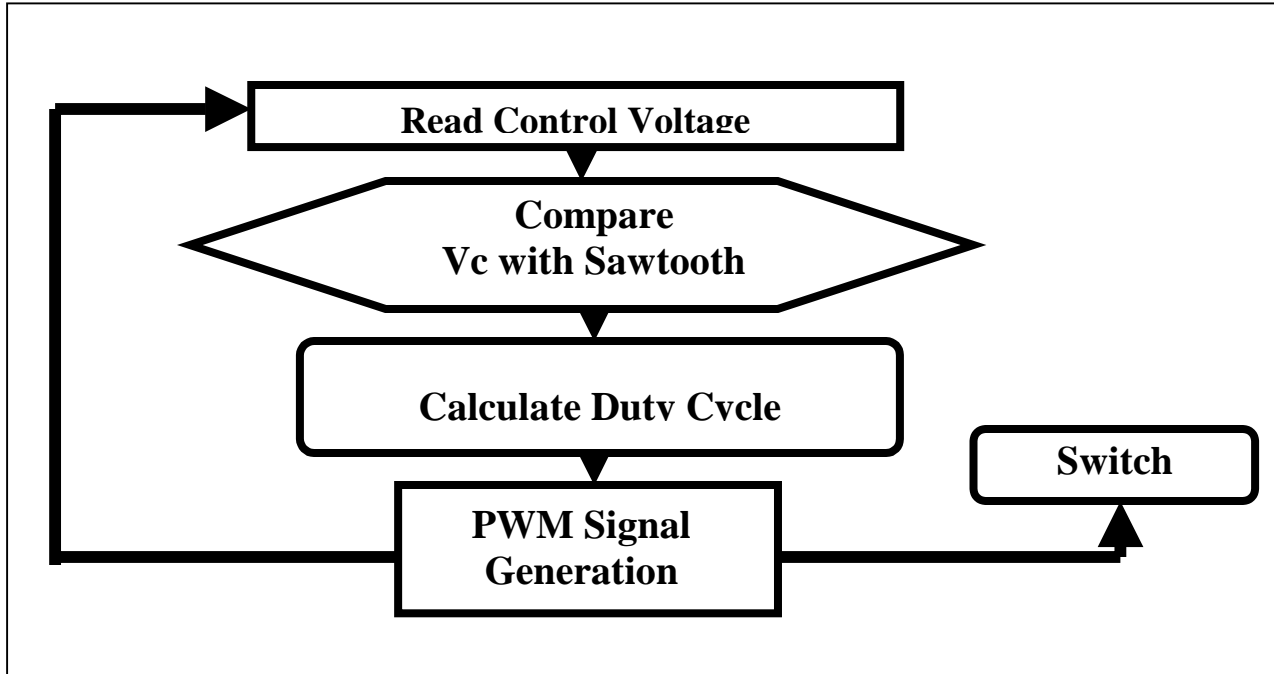 Read Control Voltage
Compare
Vc with Sawtooth
Calculate Duty Cycle
Switch
PWM Signal
Generation